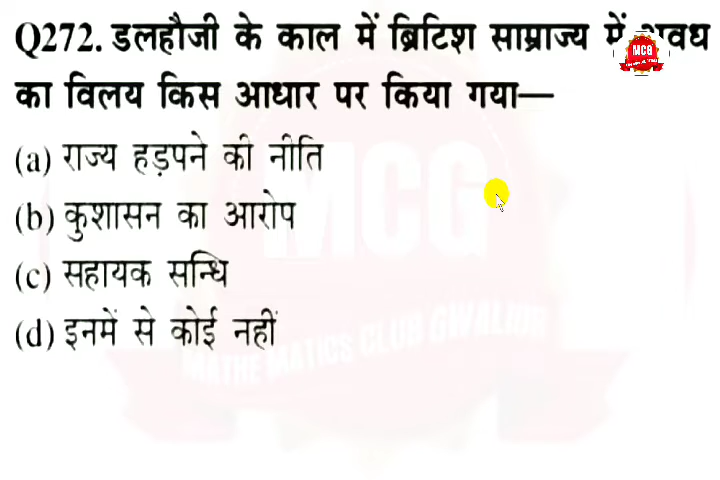 Q272. डलहौजी के काल में ब्रिटिश साम्राज्य में अवध
का विलय किस आधार पर किया गया—
(a) राज्य हड़पने की नीति
(b) कुशासन का आरोप
(c) सहायक सन्धि
(d) इनमें से कोई नहीं
MCG
MATHEMATICS CLUB GWALIOR